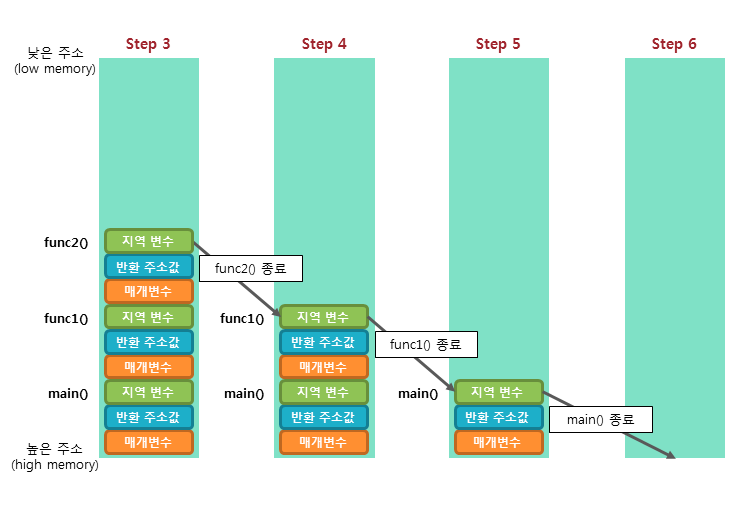 Step 3
Step 4
Step 5
Step 6
낮은 주소
(low memory)
func2()
지역 변수
반환 주소값
func2() 종료
매개변수
func1()
지역 변수
func1()
지역 변수
반환 주소값
반환 주소값
func1() 종료
매개변수
매개변수
main()
지역 변수
main()
지역 변수
main()
지역 변수
반환 주소값
반환 주소값
반환 주소값
main() 종료
높은 주소
(high memory)
매개변수
매개변수
매개변수